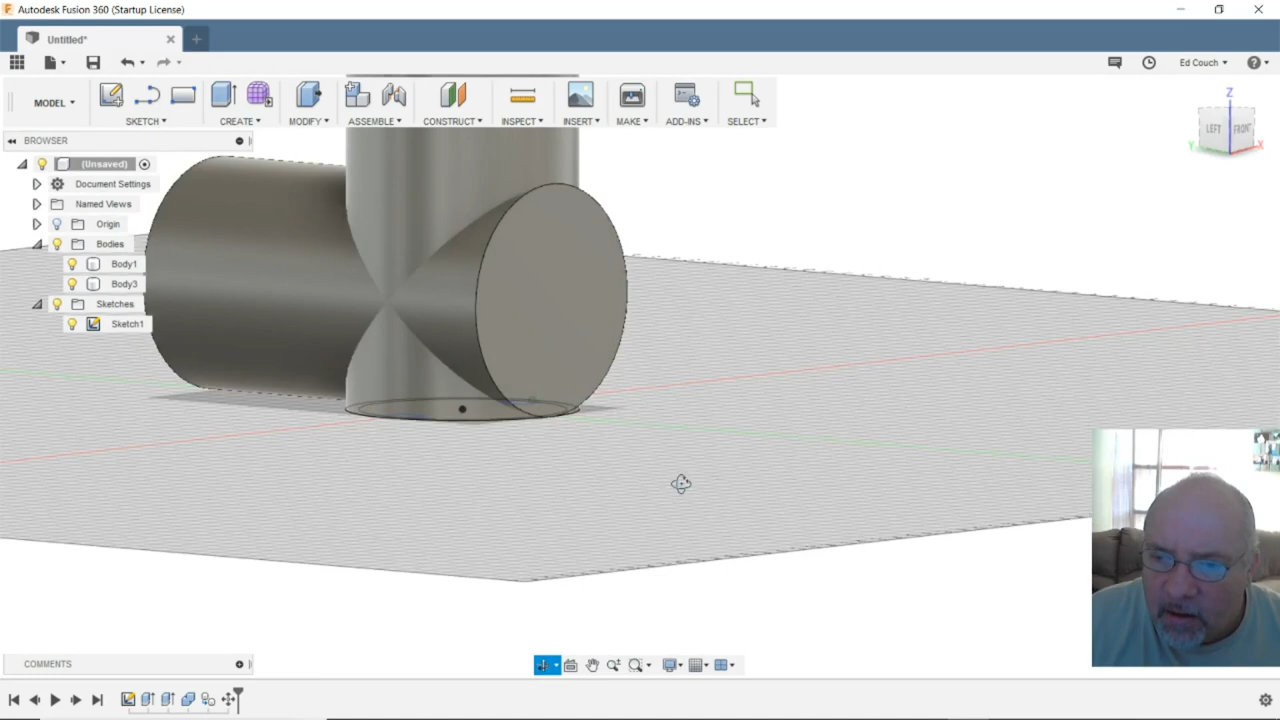 Autodesk Fusion 360 (Startup License)
Untitled*
Ed Couch
MODEL
SKETCH CREATE MODIFY ASSEMBLE CONSTRUCT INSPECT INSERT MAKE ADD-INS SELECT
Z
LEFT FRONT
Y X
BROWSER
(Unsaved)
Document Settings
Named Views
Origin
Bodies
Body1
Body3
Sketches
Sketch1
COMMENTS